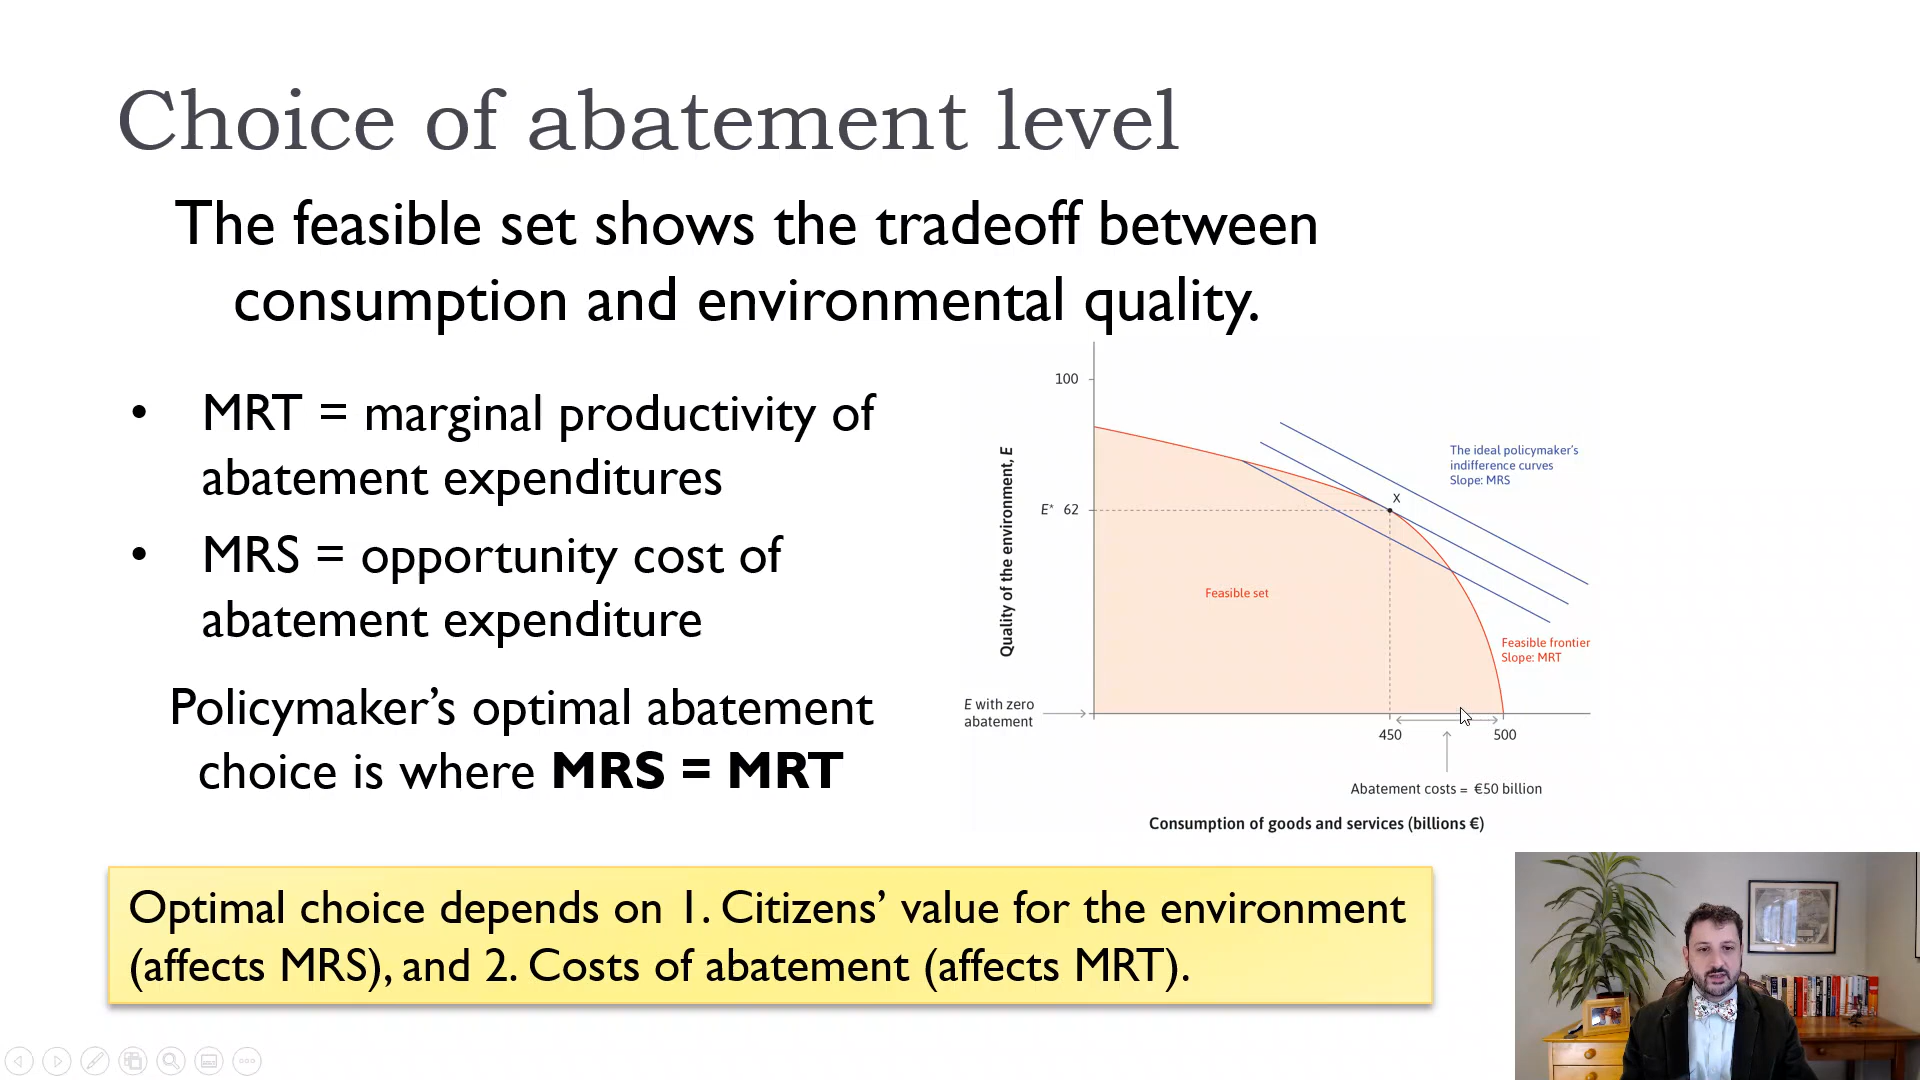 Choice of abatement level
The feasible set shows the tradeoff between
consumption and environmental quality.
• MRT = marginal productivity of
abatement expenditures
• MRS = opportunity cost of
abatement expenditure
Policymaker’s optimal abatement
choice is where MRS = MRT
100
Quality of the environment, E
E* 62
X
The ideal policymaker’s
indifference curves
Slope: MRS
Feasible set
Feasible frontier
Slope: MRT
E with zero
abatement
450
500
Abatement costs = €50 billion
Consumption of goods and services (billions €)
Optimal choice depends on 1. Citizens’ value for the environment
(affects MRS), and 2. Costs of abatement (affects MRT).